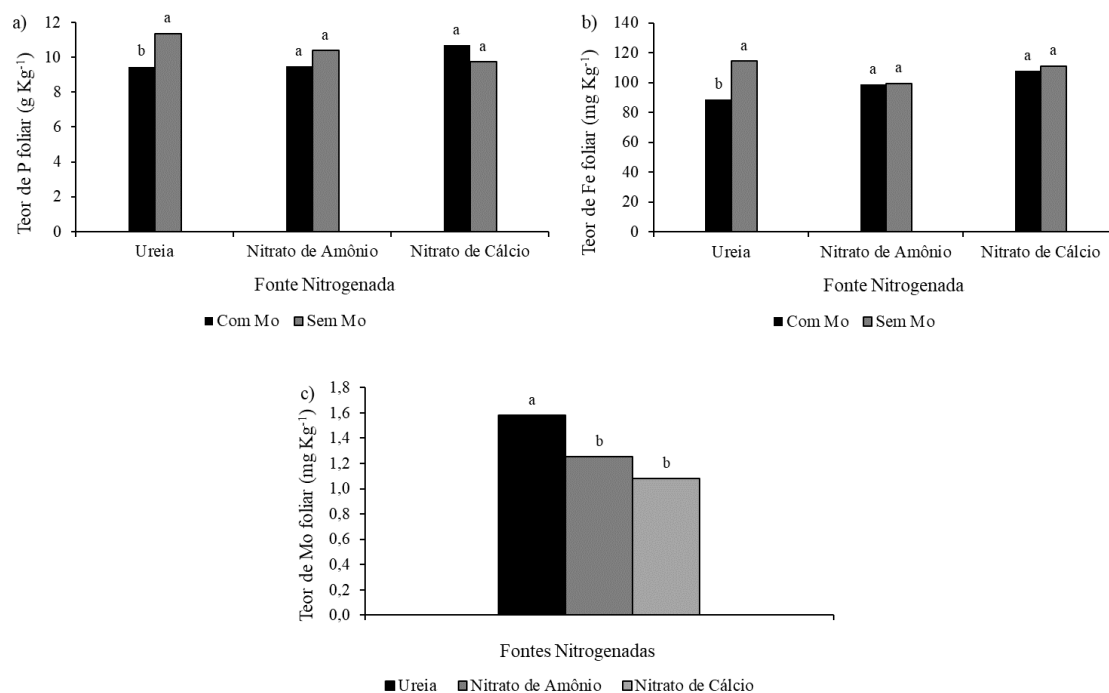 a)
Teor de P foliar (g Kg⁻¹)
12
10
8
6
4
2
0
b a
a a
a a
Ureia Nitrato de Amônio Nitrato de Cálcio
Fonte Nitrogenada
Com Mo Sem Mo
b)
Teor de Fe foliar (mg Kg⁻¹)
140
120
100
80
60
40
20
0
b a
a a
a a
Ureia Nitrato de Amônio Nitrato de Cálcio
Fonte Nitrogenada
Com Mo Sem Mo
c)
Teor de Mo foliar (mg Kg⁻¹)
1,8
1,6
1,4
1,2
1,0
0,8
0,6
0,4
0,2
0,0
a b b
Fontes Nitrogenadas
Ureia Nitrato de Amônio Nitrato de Cálcio